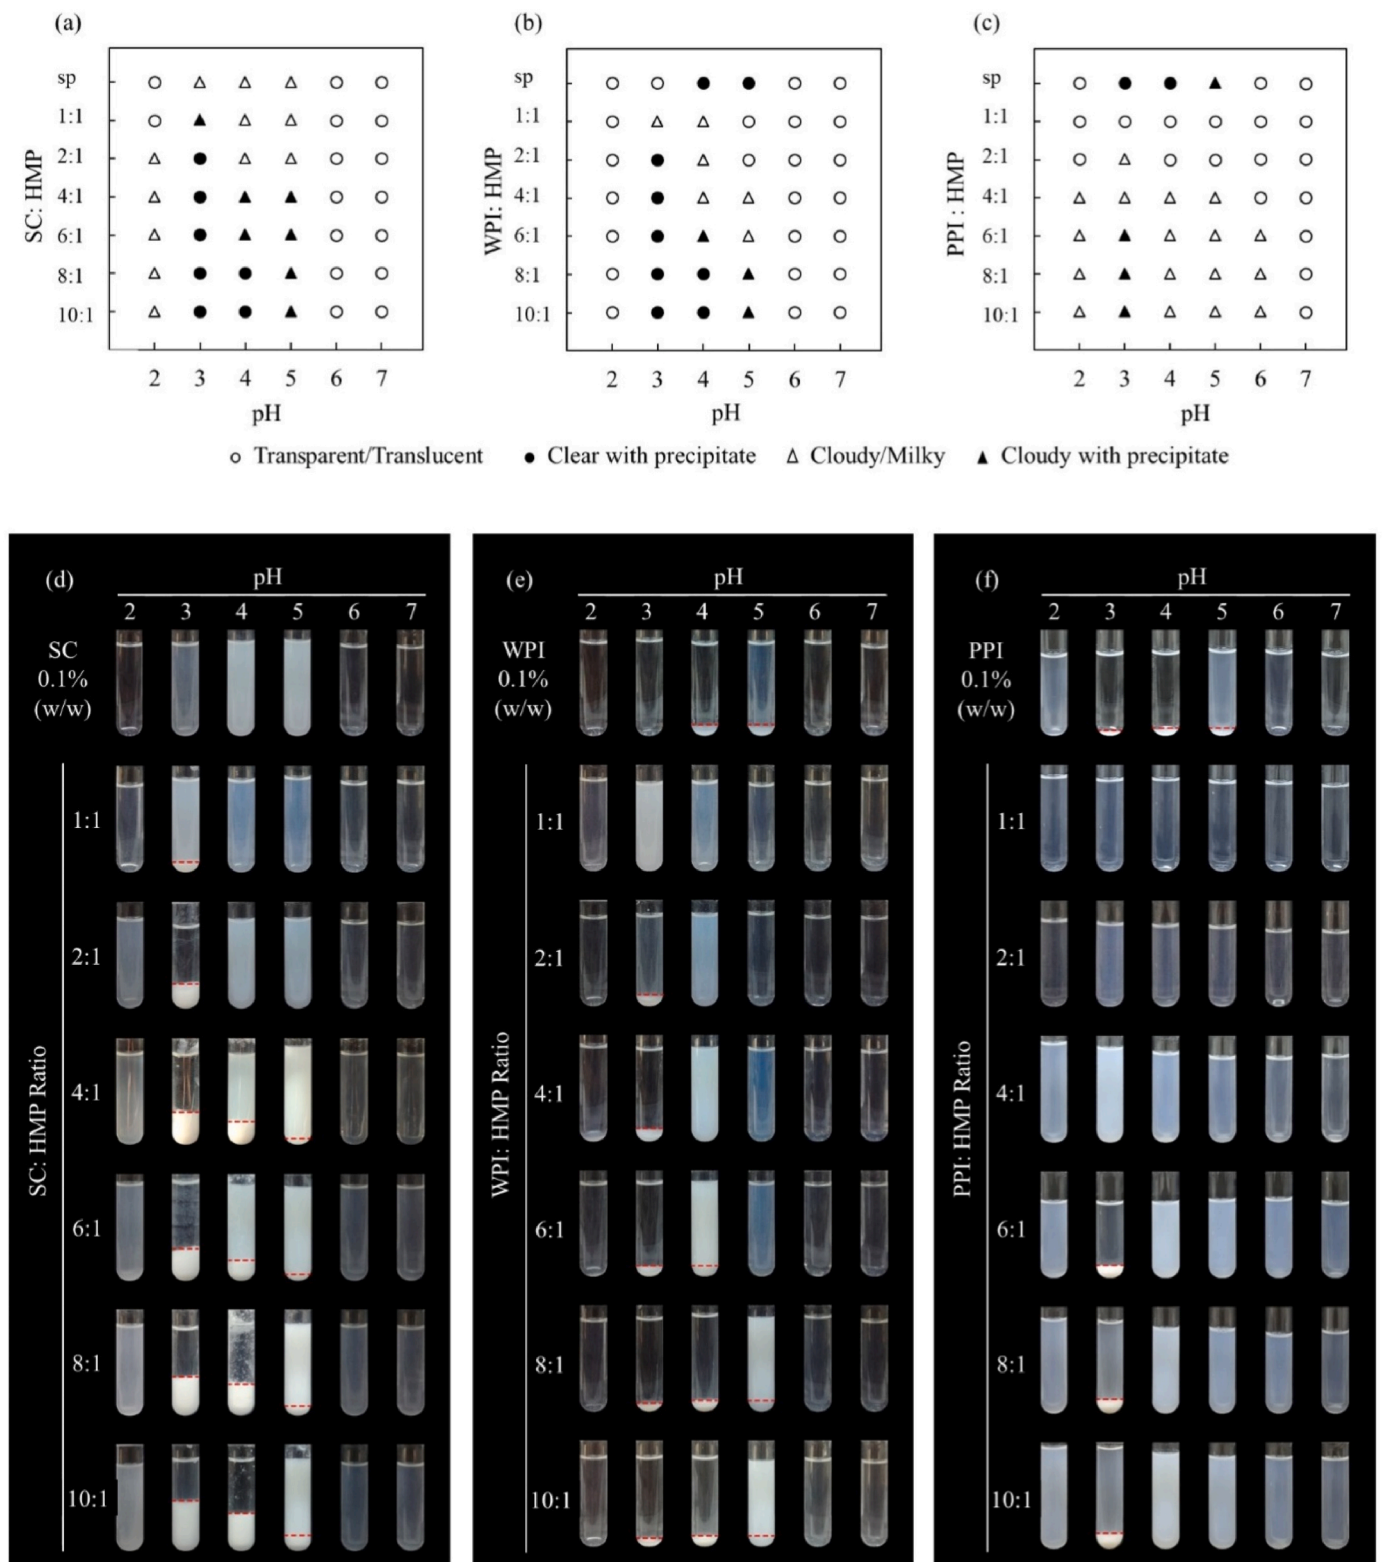 (a)
sp
1:1
2:1
4:1
6:1
8:1
10:1
SC: HMP
2 3 4 5 6 7
pH
(b)
sp
1:1
2:1
4:1
6:1
8:1
10:1
WPI: HMP
2 3 4 5 6 7
pH
(c)
sp
1:1
2:1
4:1
6:1
8:1
10:1
PPI : HMP
2 3 4 5 6 7
pH
Transparent/Translucent Clear with precipitate Cloudy/Milky Cloudy with precipitate
(d)
pH
2 3 4 5 6 7
SC
0.1%
(w/w)
1:1
2:1
4:1
6:1
8:1
10:1
SC: HMP Ratio
(e)
pH
2 3 4 5 6 7
WPI
0.1%
(w/w)
1:1
2:1
4:1
6:1
8:1
10:1
WPI: HMP Ratio
(f)
pH
2 3 4 5 6 7
PPI
0.1%
(w/w)
1:1
2:1
4:1
6:1
8:1
10:1
PPI: HMP Ratio